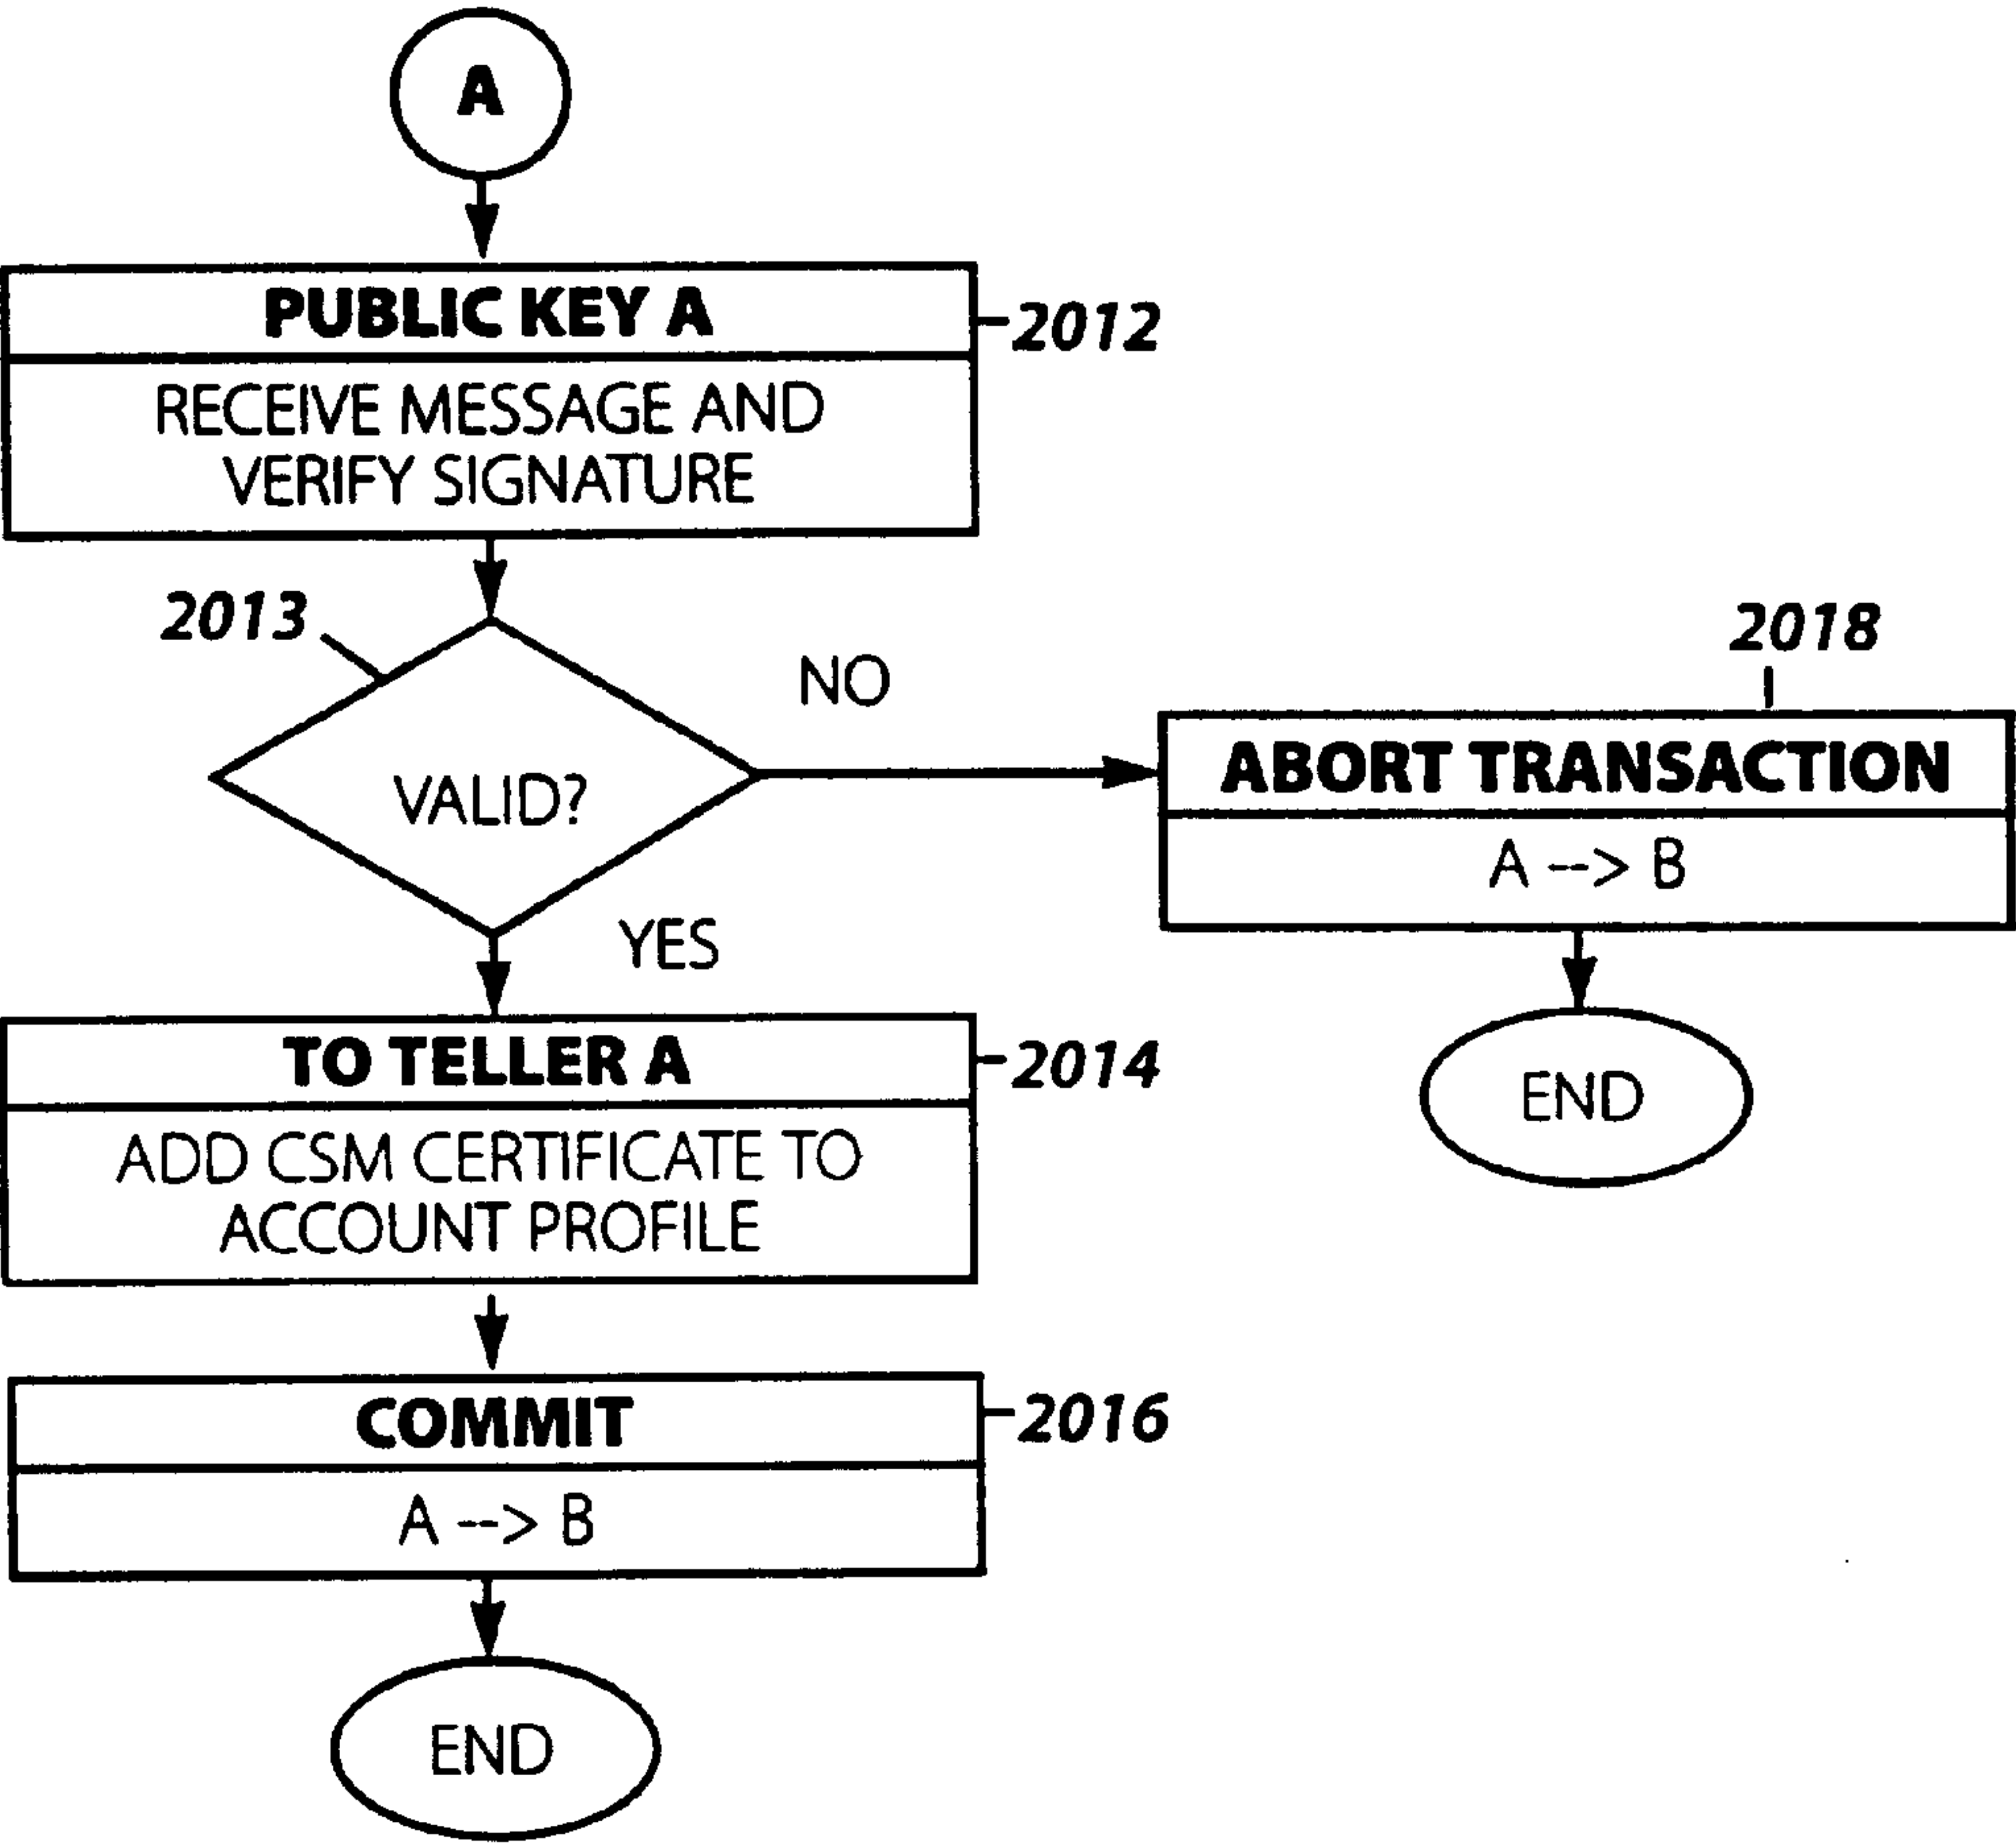 A
PUBLIC KEY A
2012
RECEIVE MESSAGE AND
VERIFY SIGNATURE
2013
NO
2018
VALID?
ABORT TRANSACTION
A --> B
YES
TO TELLER A
2014
END
ADD CSM CERTIFICATE TO
ACCOUNT PROFILE
COMMIT
2016
A --> B
END